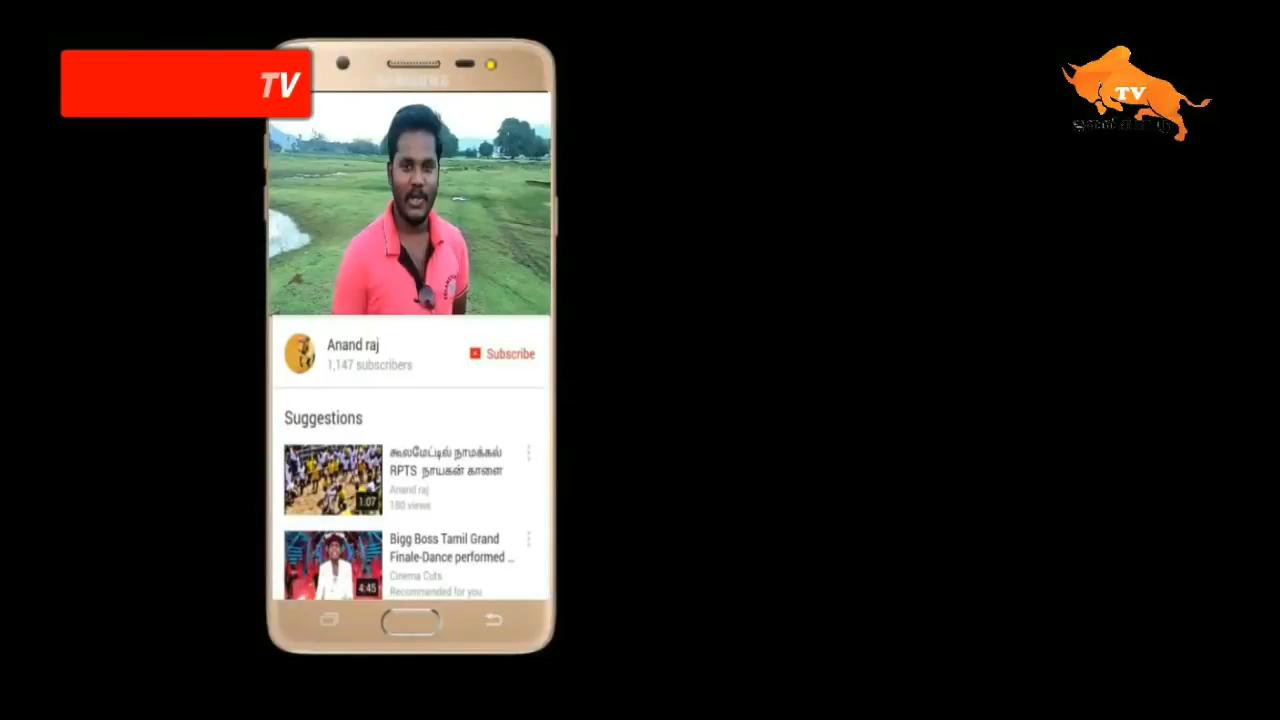 TV
TV
SAMSUNG
Anand raj
1,147 subscribers
Subscribe
Suggestions
கூலமேட்டில் நாமக்கல்
RPTS நாயகன் காளை
Anand raj
180 views
1:07
Bigg Boss Tamil Grand
Finale-Dance performed ...
Cinema Cuts
Recommended for you
4:45